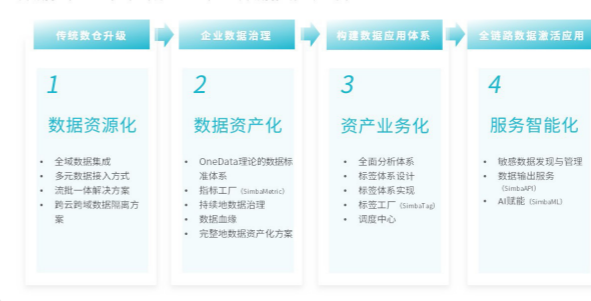 传统数仓升级
企业数据治理
构建数据应用体系
全链路数据激活应用
1
数据资源化
• 全域数据集成
• 多元数据接入方式
• 流批一体解决方案
• 跨云跨域数据隔离方
案
2
数据资产化
• OneData理论的数据标
准体系
• 指标工厂 (SimbaMetric)
• 持续地数据治理
• 数据血缘
• 完整地数据资产化方案
3
资产业务化
• 全面分析体系
• 标签体系设计
• 标签体系实现
• 标签工厂 (SimbaTag)
• 调度中心
4
服务智能化
• 敏感数据发现与管理
• 数据输出服务
(SimbaAPI)
• AI赋能 (SimbaML)